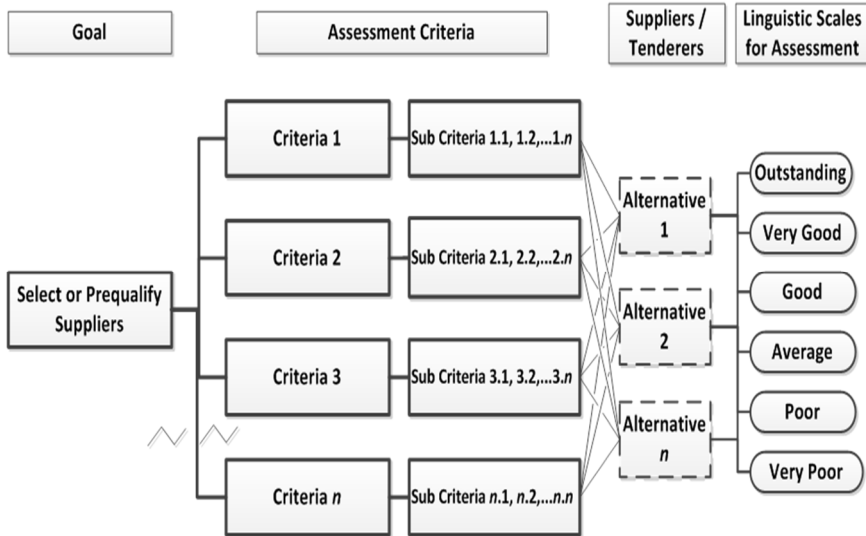 Goal
Assessment Criteria
Suppliers /
Tenderers
Linguistic Scales
for Assessment
Select or Prequalify
Suppliers
Criteria 1
Sub Criteria 1.1, 1.2,...1.n
Criteria 2
Sub Criteria 2.1, 2.2,...2.n
Criteria 3
Sub Criteria 3.1, 3.2,...3.n
Criteria n
Sub Criteria n.1, n.2,...n.n
Alternative
1
Alternative
2
Alternative
n
Outstanding
Very Good
Good
Average
Poor
Very Poor